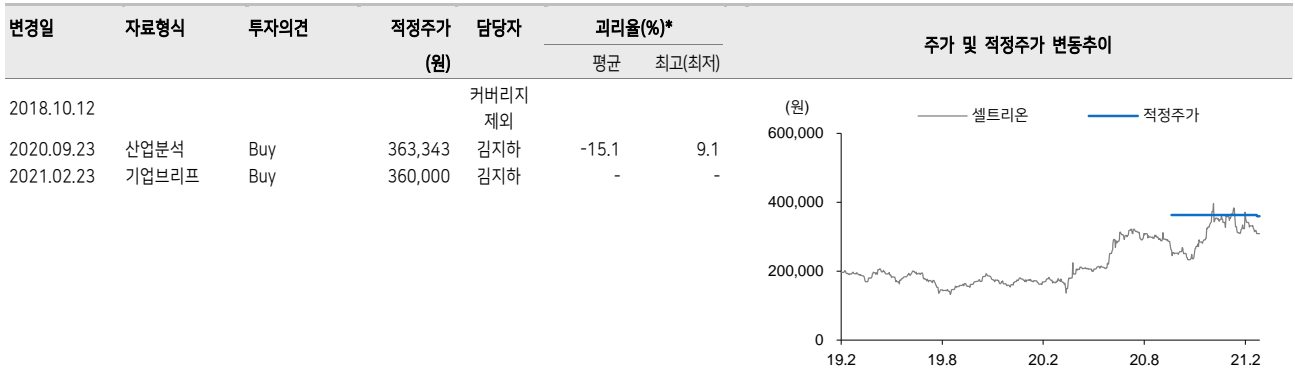 변경일 자료형식 투자의견 적정주가 담당자 괴리율(%)* 주가 및 적정주가 변동추이
(원) 평균 최고(최저)
2018.10.12 커버리지
제외
2020.09.23 산업분석 Buy 363,343 김지하 -15.1 9.1
2021.02.23 기업브리프 Buy 360,000 김지하 - -
(원) 셀트리온 적정주가
600,000
400,000
200,000
0
19.2 19.8 20.2 20.8 21.2